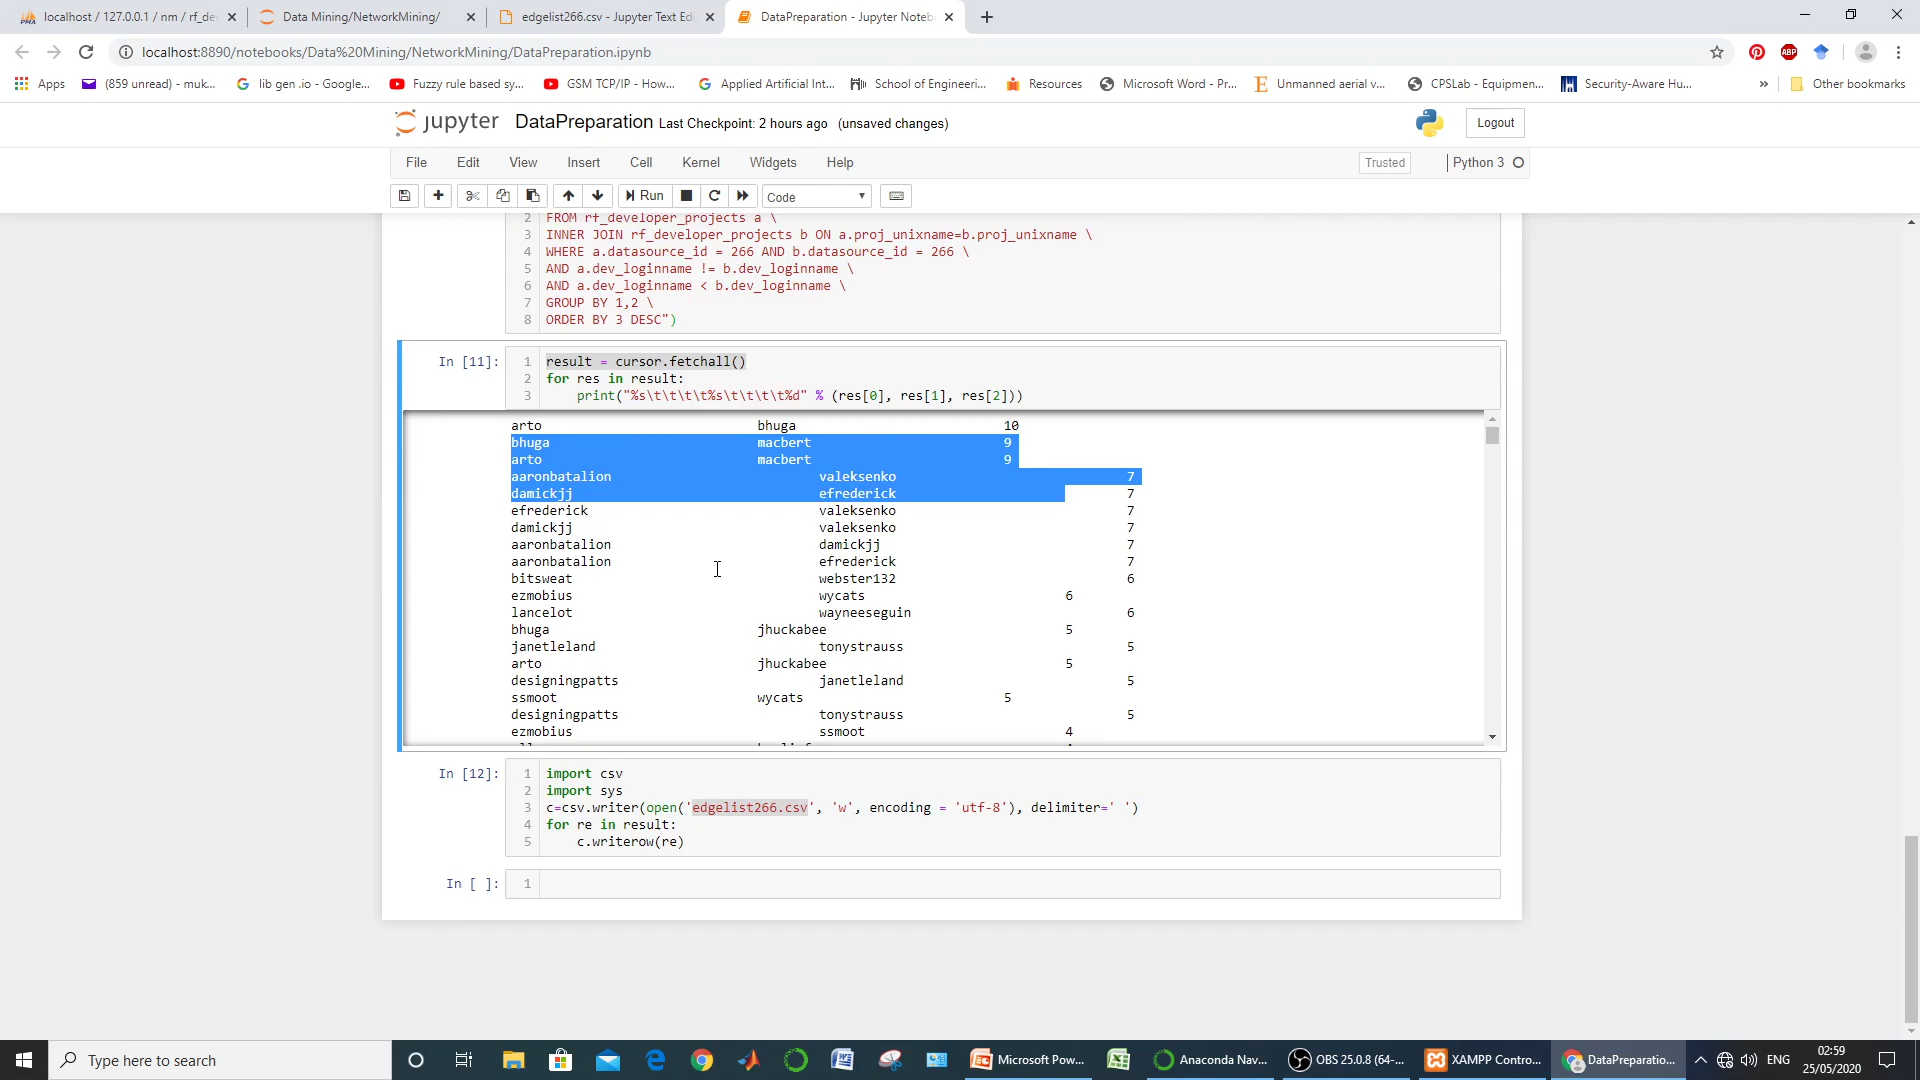 localhost / 127.0.0.1 / nm / rf_de
Data Mining/NetworkMining/
edgelist266.csv - Jupyter Text Edi
DataPreparation - Jupyter Noteb
localhost:8890/notebooks/Data%20Mining/NetworkMining/DataPreparation.ipynb
ABP
Apps
(859 unread) - muk...
lib gen .io - Google...
Fuzzy rule based sy...
GSM TCP/IP - How...
Applied Artificial Int...
School of Engineeri...
Resources
Microsoft Word - Pr...
Unmanned aerial v...
CPSLab - Equipmen...
Security-Aware Hu...
»
Other bookmarks
jupyter DataPreparation Last Checkpoint: 2 hours ago (unsaved changes)
Logout
File Edit View Insert Cell Kernel Widgets Help
Trusted
Python 3
Run
Code
2 FROM rf_developer_projects a \
3 INNER JOIN rf_developer_projects b ON a.proj_unixname=b.proj_unixname \
4 WHERE a.datasource_id = 266 AND b.datasource_id = 266 \
5 AND a.dev_loginname != b.dev_loginname \
6 AND a.dev_loginname < b.dev_loginname \
7 GROUP BY 1,2 \
8 ORDER BY 3 DESC")
In [11]:
1 result = cursor.fetchall()
2 for res in result:
3     print("%s\t\t\t\t%s\t\t\t\t%d" % (res[0], res[1], res[2]))
arto bhuga 10
bhuga macbert 9
arto macbert 9
aaronbatalion valeksenko 7
damickjj efrederick 7
efrederick valeksenko 7
damickjj valeksenko 7
aaronbatalion damickjj 7
aaronbatalion efrederick 7
bitsweat webster132 6
ezmobius wycats 6
lancelot wayneeseguin 6
bhuga jhuckabee 5
janetleland tonystrauss 5
arto jhuckabee 5
designingpatts janetleland 5
ssmoot wycats 5
designingpatts tonystrauss 5
ezmobius ssmoot 4
In [12]:
1 import csv
2 import sys
3 c=csv.writer(open('edgelist266.csv', 'w', encoding = 'utf-8'), delimiter=' ')
4 for re in result:
5     c.writerow(re)
In [ ]:
1
Type here to search
Microsoft Pow...
Anaconda Nav...
OBS 25.0.8 (64-...
XAMPP Contro...
DataPreparatio...
ENG
02:59
25/05/2020